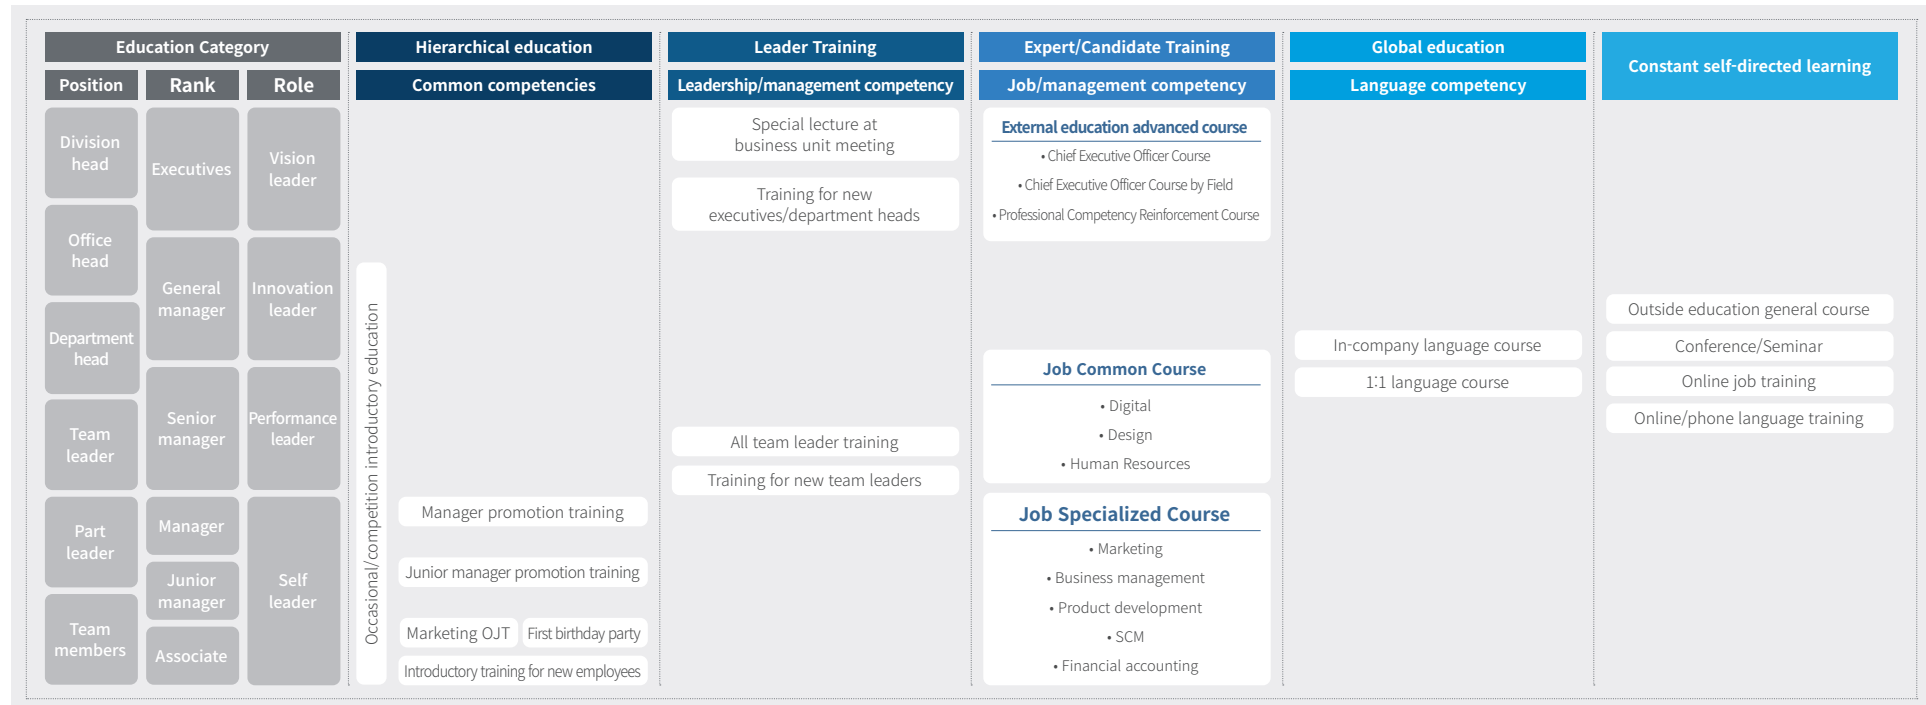 Education Category
Position
Rank
Role
Division
head
Office
head
Department
head
Team
leader
Part
leader
Team
members
Executives
General
manager
Senior
manager
Manager
Junior
manager
Associate
Vision
leader
Innovation
leader
Performance
leader
Self
leader
Hierarchical education
Common competencies
Occasional/competition introductory education
Manager promotion training
Junior manager promotion training
Marketing OJT
First birthday party
Introductory training for new employees
Leader Training
Leadership/management competency
Special lecture at
business unit meeting
Training for new
executives/department heads
All team leader training
Training for new team leaders
Expert/Candidate Training
Job/management competency
External education advanced course
• Chief Executive Officer Course
• Chief Executive Officer Course by Field
• Professional Competency Reinforcement Course
Job Common Course
• Digital
• Design
• Human Resources
Job Specialized Course
• Marketing
• Business management
• Product development
• SCM
• Financial accounting
Global education
Language competency
In-company language course
1:1 language course
Constant self-directed learning
Outside education general course
Conference/Seminar
Online job training
Online/phone language training